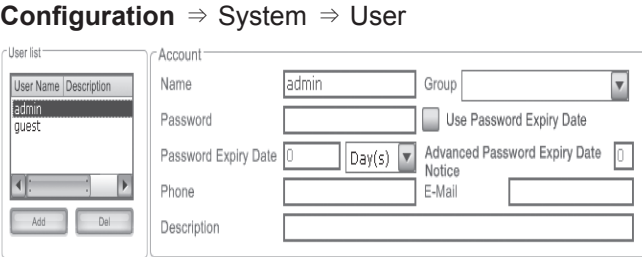 Configuration ⇒ System ⇒ User
User list
User Name Description
admin
guest
Add Del
Account
Name admin Group
Password Use Password Expiry Date
Password Expiry Date 0 Day(s) Advanced Password Expiry Date Notice 0
Phone E-Mail
Description